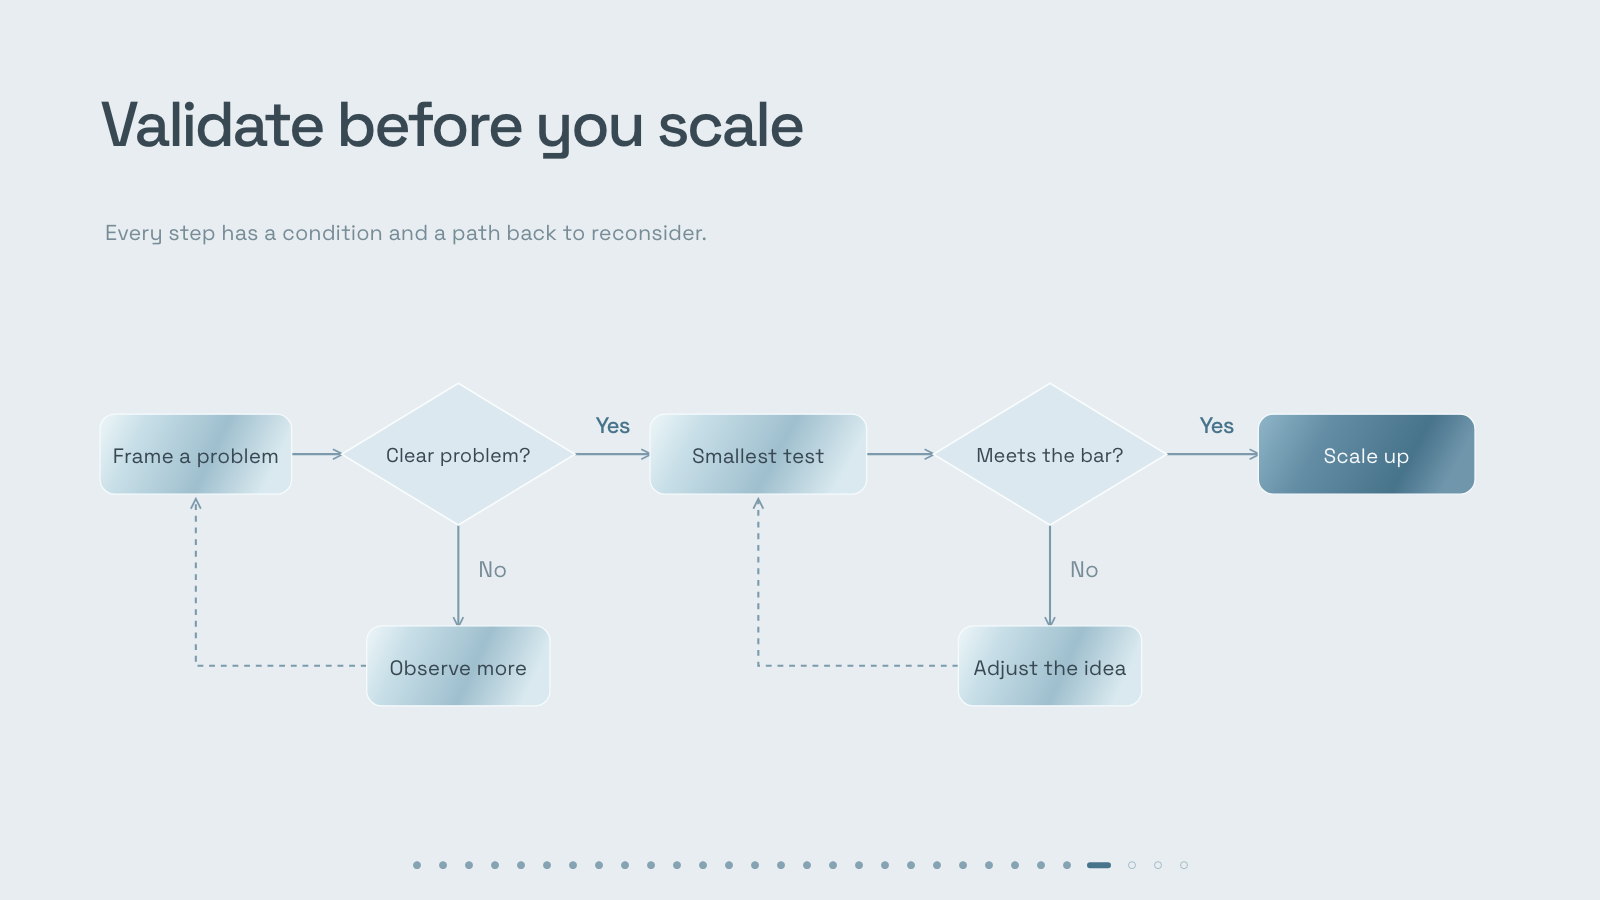 Validate before you scale
Every step has a condition and a path back to reconsider.
Frame a problem
Clear problem?
Yes
Smallest test
Meets the bar?
Yes
Scale up
No
No
Observe more
Adjust the idea